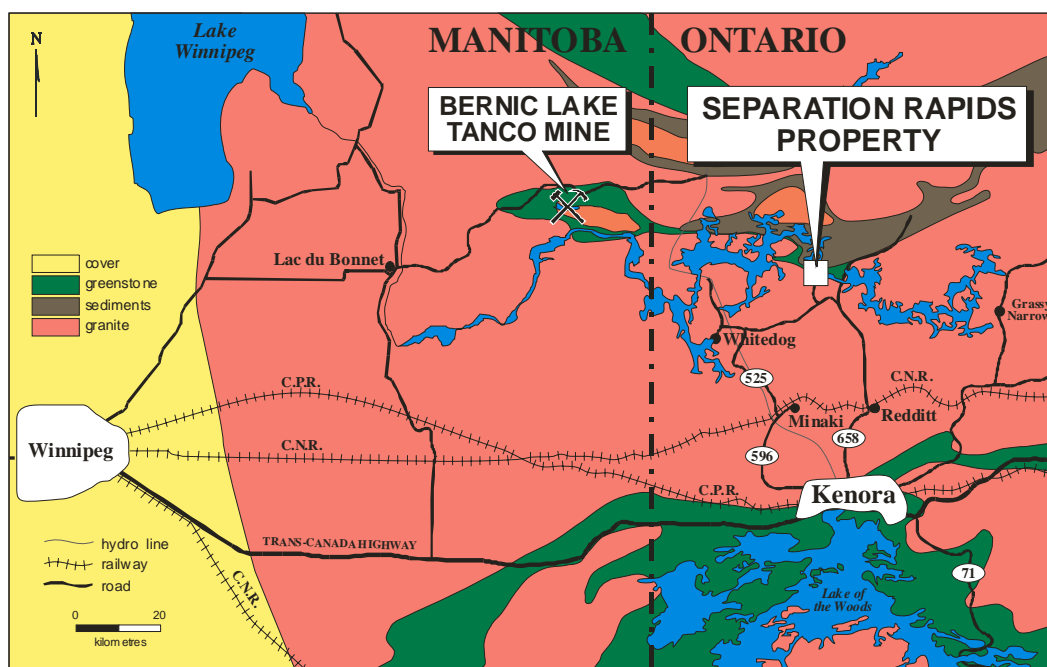 N
Lake
Winnipeg
MANITOBA
ONTARIO
BERNIC LAKE
TANCO MINE
SEPARATION RAPIDS
PROPERTY
Lac du Bonnet
cover
greenstone
sediments
granite
Grassy
Narrow
Whitedog
525
C.P.R.
C.N.R.
Minaki
Redditt
658
596
C.N.R.
Winnipeg
C.P.R.
Kenora
TRANS-CANADA HIGHWAY
hydro line
railway
road
C.N.R.
71
Lake of
the Woods
0
20
kilometres